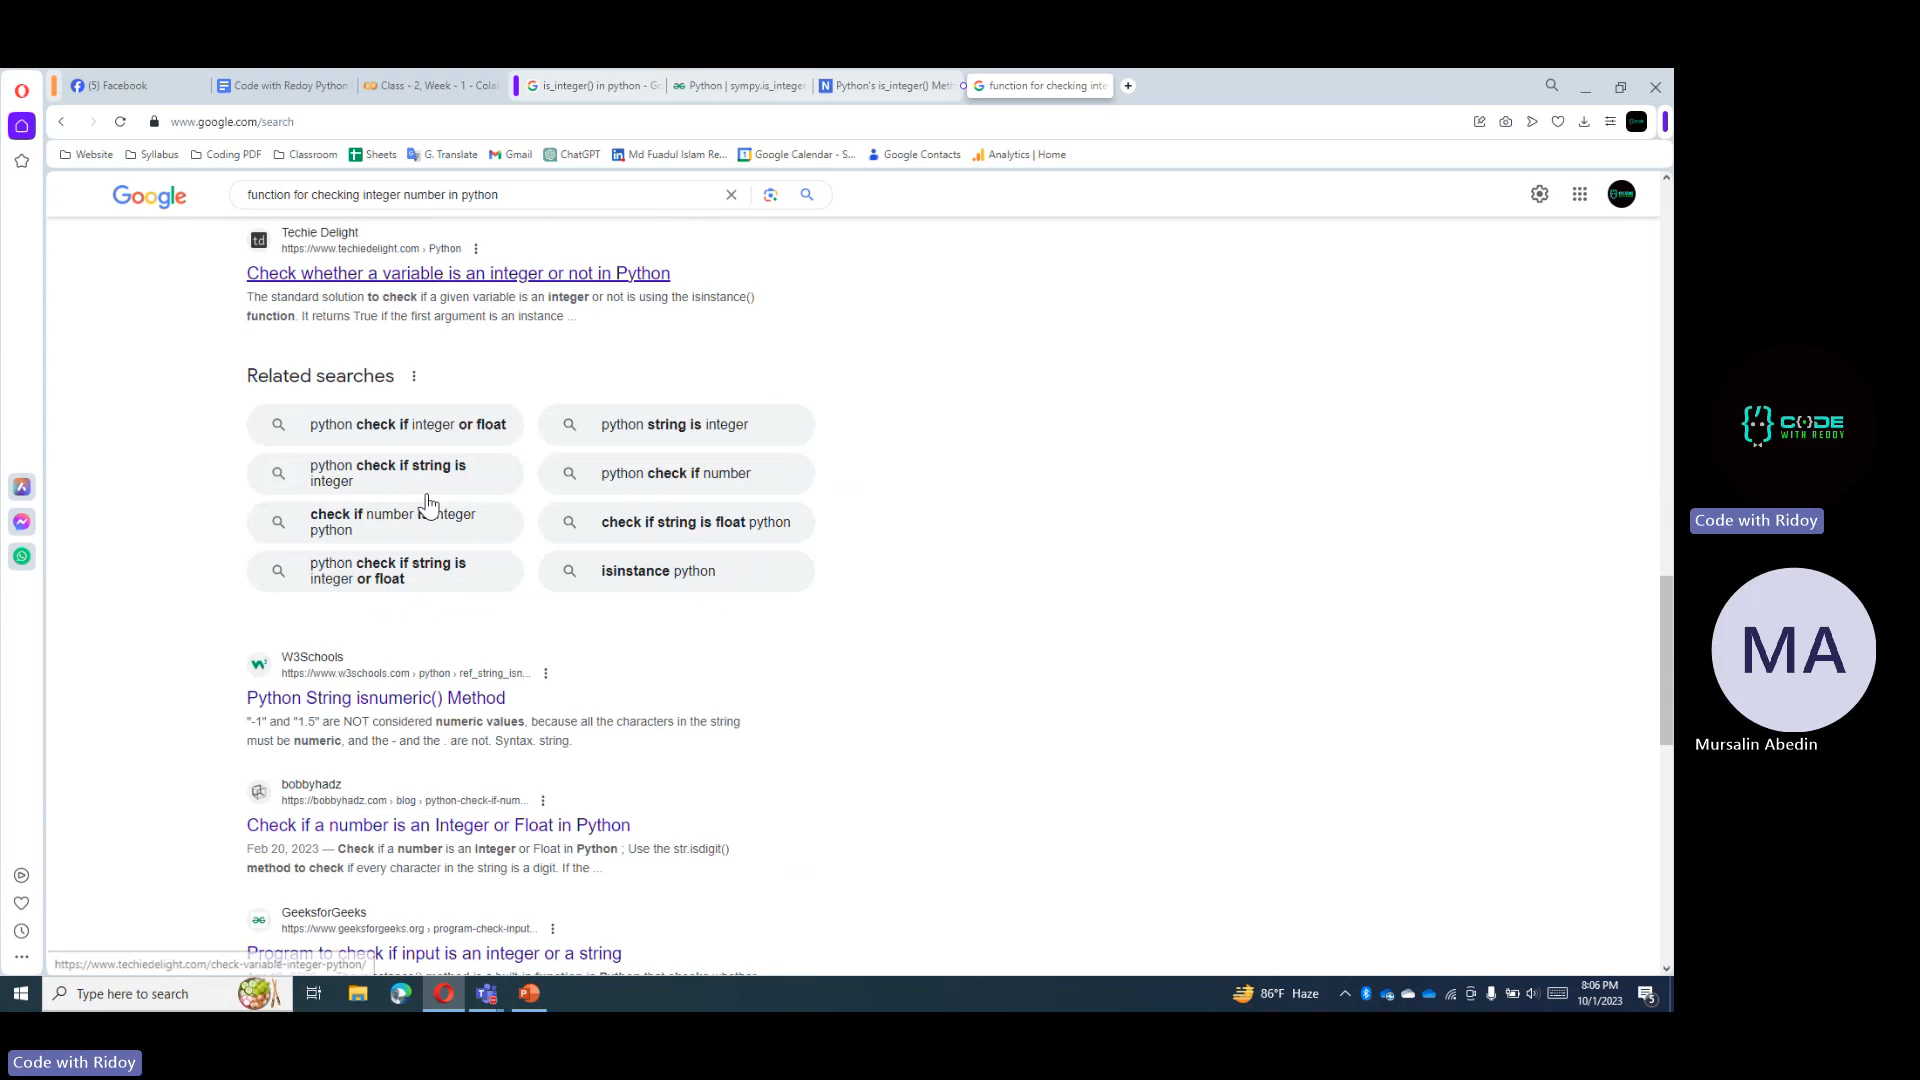 (5) Facebook
Code with Redoy Python
Class - 2, Week - 1 - Cola
is_integer() in python - Go
Python | sympy.is_integer
Python's is_integer() Meth
function for checking inte
www.google.com/search
Website
Syllabus
Coding PDF
Classroom
Sheets
G. Translate
Gmail
ChatGPT
Md Fuadul Islam Re...
Google Calendar - S...
Google Contacts
Analytics | Home
Google
function for checking integer number in python
td
Techie Delight
https://www.techiedelight.com › Python
Check whether a variable is an integer or not in Python
The standard solution to check if a given variable is an integer or not is using the isinstance()
function. It returns True if the first argument is an instance ...
Related searches
python check if integer or float
python string is integer
python check if string is
integer
python check if number
check if number integer
python
check if string is float python
python check if string is
integer or float
isinstance python
W3Schools
https://www.w3schools.com › python › ref_string_isn...
Python String isnumeric() Method
"-1" and "1.5" are NOT considered numeric values, because all the characters in the string
must be numeric, and the - and the . are not. Syntax. string.
bobbyhadz
https://bobbyhadz.com › blog › python-check-if-num...
Check if a number is an Integer or Float in Python
Feb 20, 2023 — Check if a number is an Integer or Float in Python ; Use the str.isdigit()
method to check if every character in the string is a digit. If the ...
GeeksforGeeks
https://www.geeksforgeeks.org › program-check-input...
Program to check if input is an integer or a string
https://www.techiedelight.com/check-variable-integer-python/
Type here to search
86°F Haze
8:06 PM
10/1/2023
5
CODE
WITH REDOY
Code with Ridoy
MA
Mursalin Abedin
Code with Ridoy